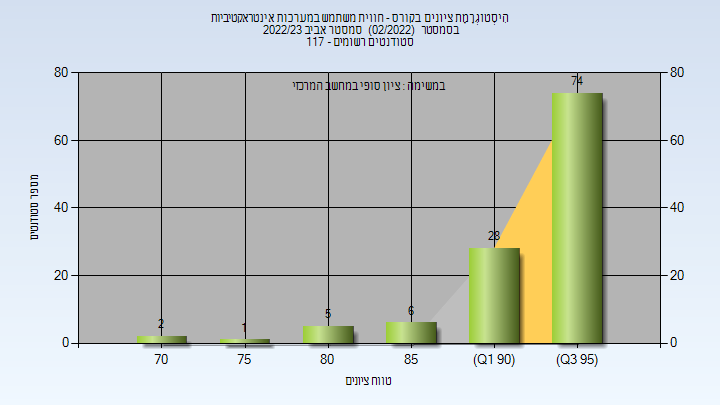 הִיסְטוֹגְרָמַת ציונים בקורס - חווית משתמש במערכות אינטראקטיביות
בסמסטר (02/2022) סמסטר אביב 2022/23
סטודנטים רשומים - 117
במשימה : ציון סופי במחשב המרכזי
80 80
60 60
40 40
20 20
0 0
מספר סטודנטים
2 1 5 6 28 74
70 75 80 85 (Q1 90) (Q3 95)
טווח ציונים